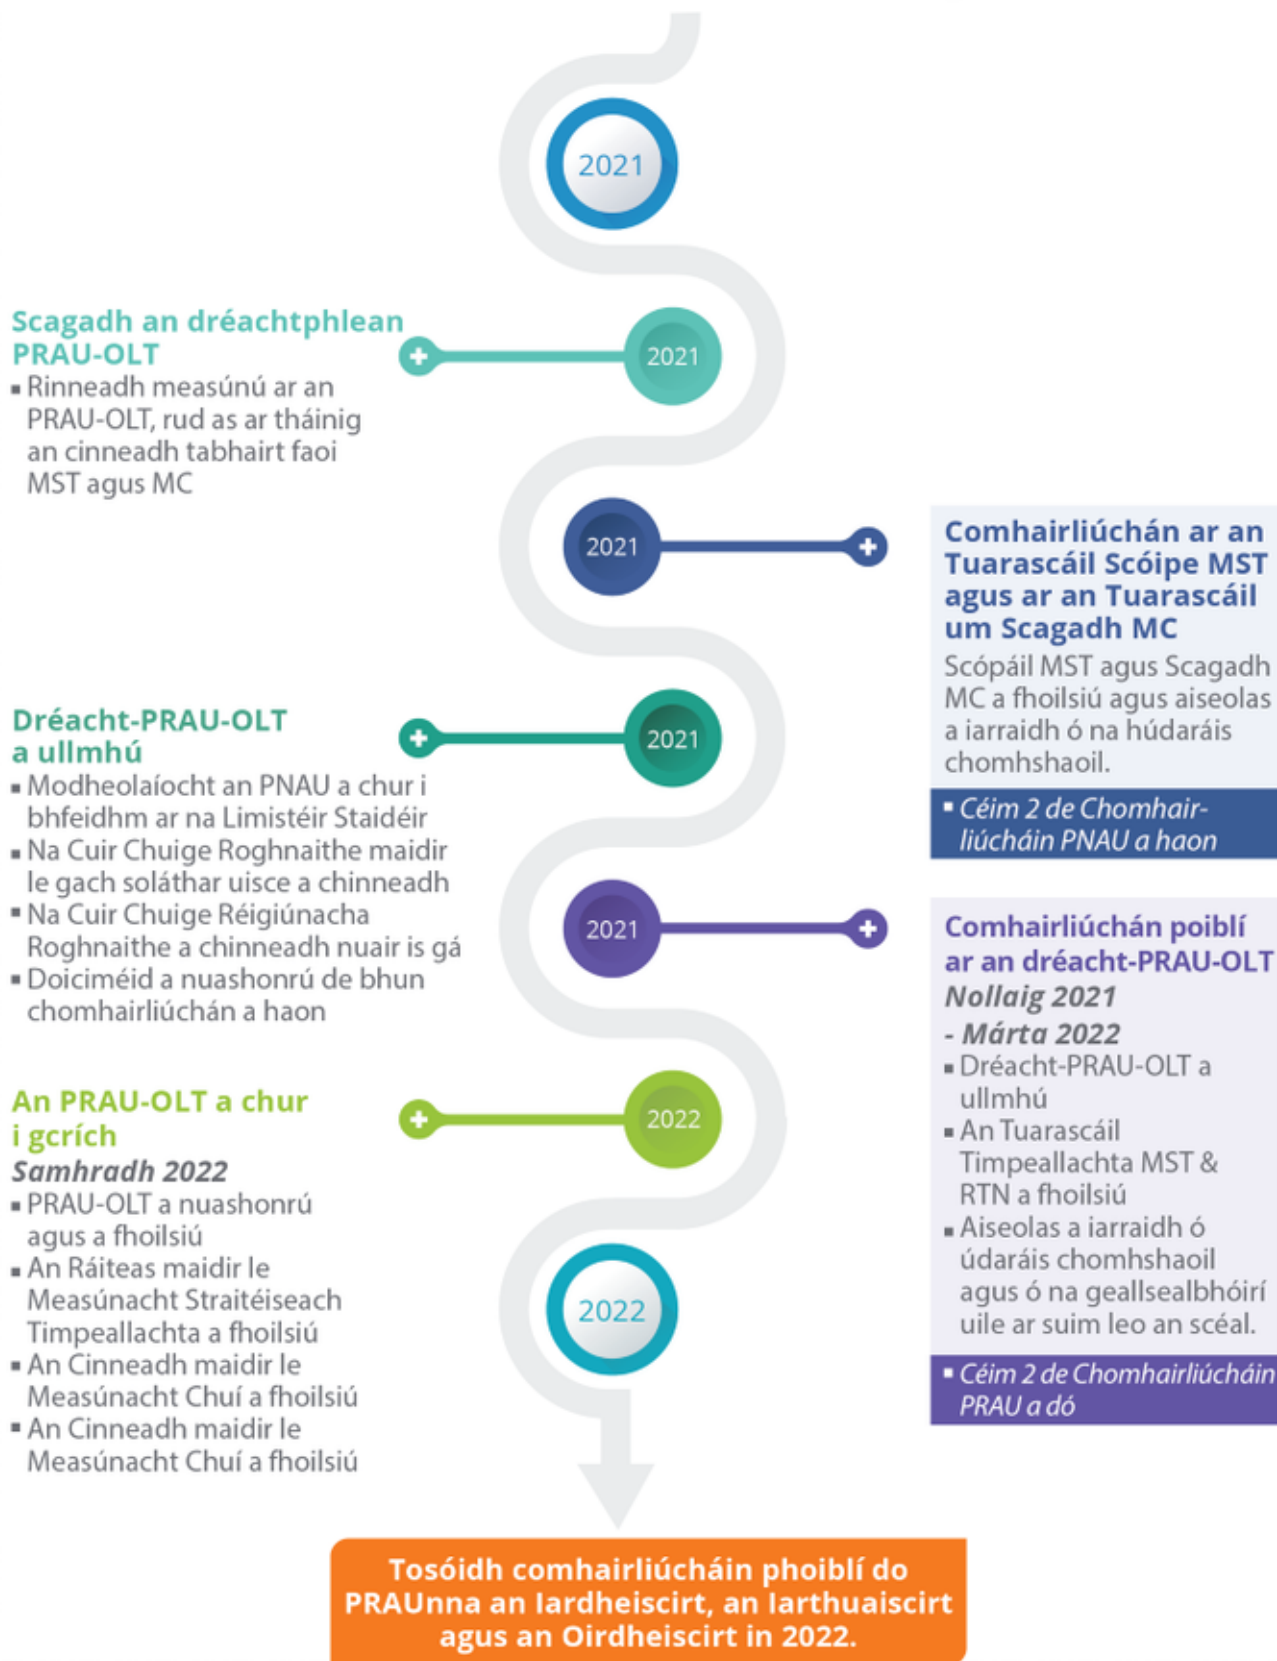 2021
Scagadh an dréachtphlean
PRAU-OLT
▪ Rinneadh measúnú ar an
PRAU-OLT, rud as ar tháinig
an cinneadh tabhairt faoi
MST agus MC
2021
2021
Comhairliúchán ar an
Tuarascáil Scóipe MST
agus ar an Tuarascáil
um Scagadh MC
Scópáil MST agus Scagadh
MC a fhoilsiú agus aiseolas
a iarraidh ó na húdaráis
chomhshaoil.
▪ Céim 2 de Chomhair-
liúcháin PNAU a haon
Dréacht-PRAU-OLT
a ullmhú
▪ Modheolaíocht an PNAU a chur i
bhfeidhm ar na Limistéir Staidéir
▪ Na Cuir Chuige Roghnaithe maidir
le gach soláthar uisce a chinneadh
▪ Na Cuir Chuige Réigiúnacha
Roghnaithe a chinneadh nuair is gá
▪ Doiciméid a nuashonrú de bhun
chomhairliúchán a haon
2021
2021
Comhairliúchán poiblí
ar an dréacht-PRAU-OLT
Nollaig 2021
- Márta 2022
▪ Dréacht-PRAU-OLT a
ullmhú
▪ An Tuarascáil
Timpeallachta MST &
RTN a fhoilsiú
▪ Aiseolas a iarraidh ó
údaráis chomhshaoil
agus ó na geallsealbhóirí
uile ar suim leo an scéal.
▪ Céim 2 de Chomhairliúcháin
PRAU a dó
An PRAU-OLT a chur
i gcrích
Samhradh 2022
▪ PRAU-OLT a nuashonrú
agus a fhoilsiú
▪ An Ráiteas maidir le
Measúnacht Straitéiseach
Timpeallachta a fhoilsiú
▪ An Cinneadh maidir le
Measúnacht Chuí a fhoilsiú
▪ An Cinneadh maidir le
Measúnacht Chuí a fhoilsiú
2022
2022
Tosóidh comhairliúcháin phoiblí do
PRAUnna an Iardheiscirt, an Iarthuaiscirt
agus an Oirdheiscirt in 2022.